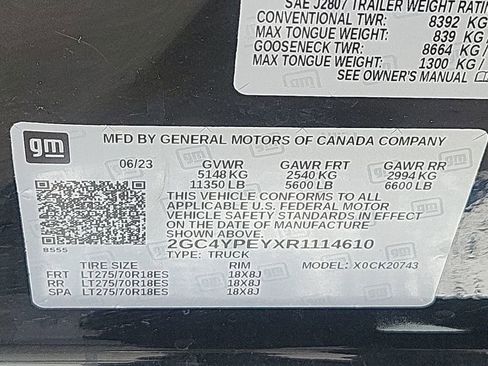 SAE J2807 TRAILER WEIGHT RATING
CONVENTIONAL TWR: 8392 KG
MAX TONGUE WEIGHT: 839 KG /
GOOSENECK TWR: 8664 KG /
MAX TONGUE WEIGHT: 1300 KG /
SEE OWNER'S MANUAL
gm
MFD BY GENERAL MOTORS OF CANADA COMPANY
06/23 GVWR GAWR FRT GAWR RR
5148 KG 2540 KG 2994 KG
11350 LB 5600 LB 6600 LB
THIS VEHICLE CONFORMS TO ALL
APPLICABLE U.S. FEDERAL MOTOR
VEHICLE SAFETY STANDARDS IN
EFFECT ON THE DATE OF
MANUFACTURE SHOWN ABOVE.
2GC4YPEYXR1114610
8555
TYPE: TRUCK
TIRE SIZE RIM MODEL: X0CK20743
FRT LT275/70R18ES 18X8J
RR LT275/70R18ES 18X8J
SPA LT275/70R18ES 18X8J